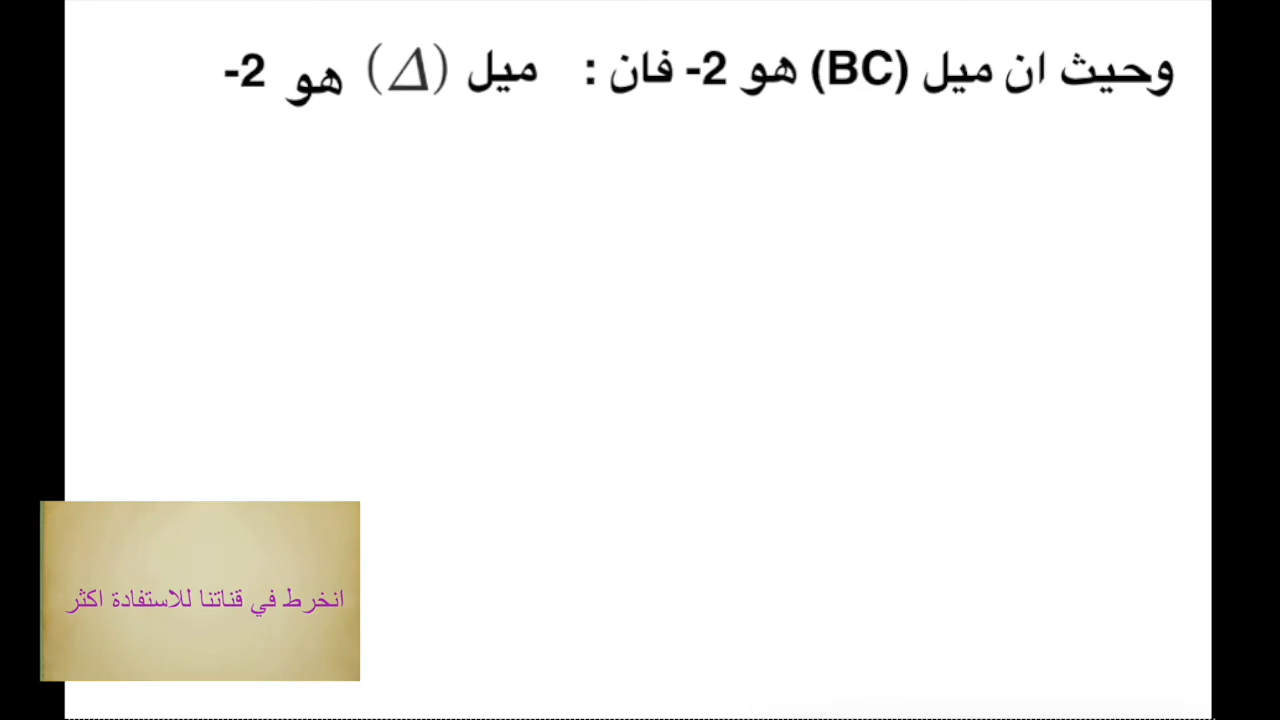 وحيث ان ميل (BC) هو 2- فان : ميل (Δ) هو 2-
انخرط في قناتنا للاستفادة اكثر